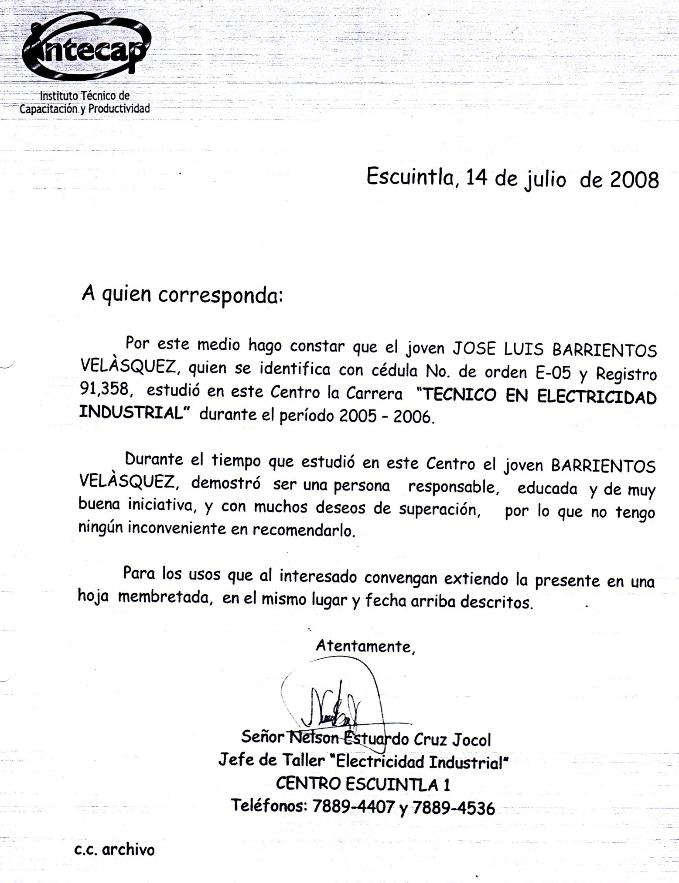 intecap
Instituto Técnico de
Capacitación y Productividad
Escuintla, 14 de julio de 2008
A quien corresponda:
Por este medio hago constar que el joven JOSE LUIS BARRIENTOS
VELÀSQUEZ, quien se identifica con cédula No. de orden E-05 y Registro
91,358, estudió en este Centro la Carrera "TECNICO EN ELECTRICIDAD
INDUSTRIAL" durante el período 2005 - 2006.
Durante el tiempo que estudió en este Centro el joven BARRIENTOS
VELÀSQUEZ, demostró ser una persona responsable, educada y de muy
buena iniciativa, y con muchos deseos de superación, por lo que no tengo
ningún inconveniente en recomendarlo.
Para los usos que al interesado convengan extiendo la presente en una
hoja membretada, en el mismo lugar y fecha arriba descritos.
Atentamente,
Señor Nelson Estuardo Cruz Jocol
Jefe de Taller "Electricidad Industrial"
CENTRO ESCUINTLA 1
Teléfonos: 7889-4407 y 7889-4536
c.c. archivo